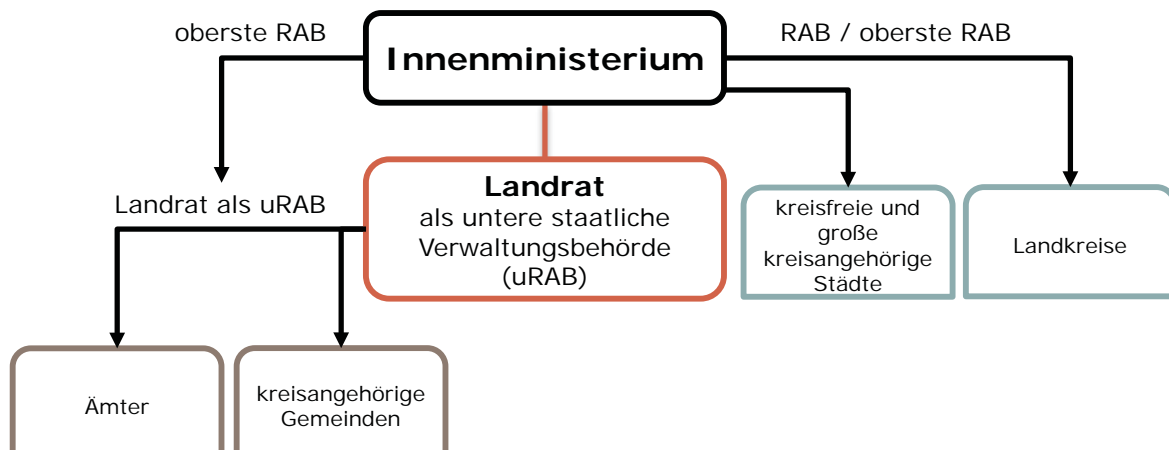 oberste RAB
Innenministerium
RAB / oberste RAB
Landrat als uRAB
Landrat
als untere staatliche
Verwaltungsbehörde
(uRAB)
kreisfreie und
große
kreisangehörige
Städte
Landkreise
Ämter
kreisangehörige
Gemeinden